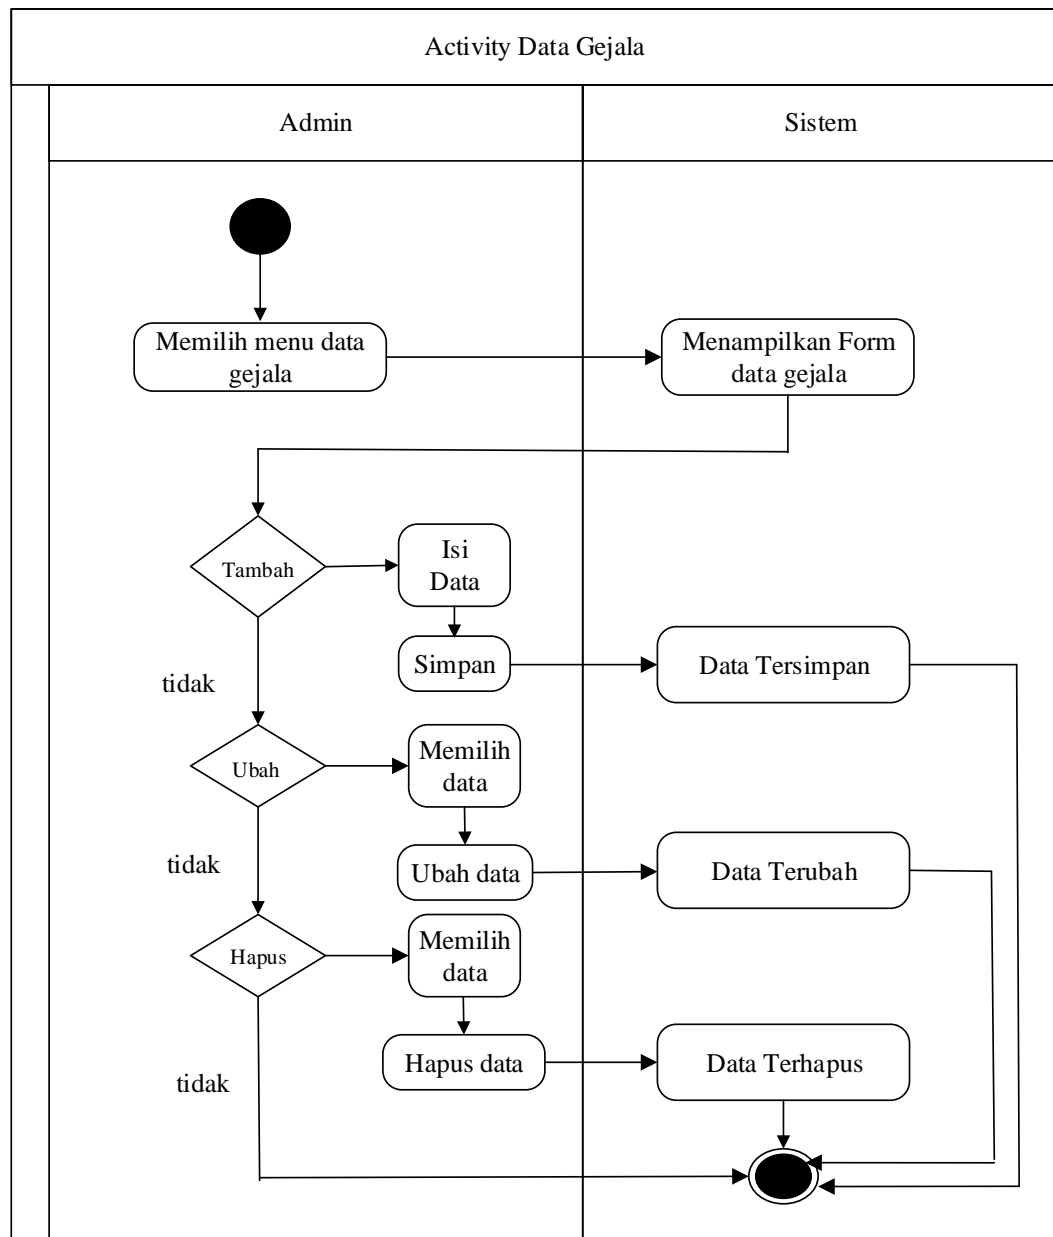 Activity Data Gejala
Admin
Sistem
Memilih menu data
gejala
Menampilkan Form
data gejala
Tambah
Isi
Data
Simpan
Data Tersimpan
tidak
Ubah
Memilih
data
Ubah data
Data Terubah
tidak
Hapus
Memilih
data
Hapus data
Data Terhapus
tidak